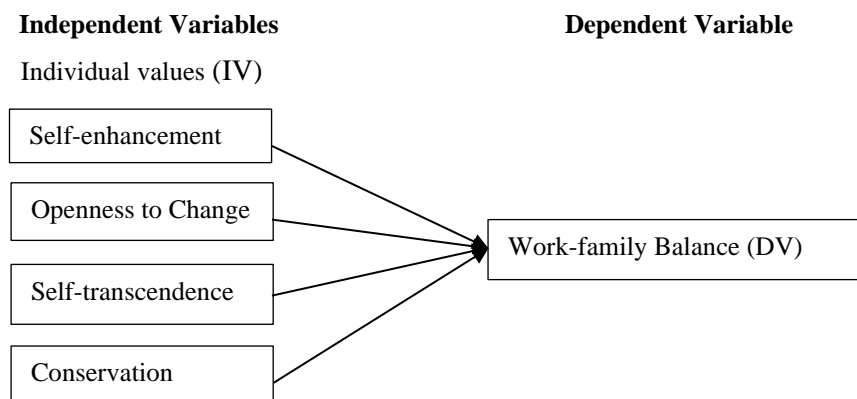 Independent Variables
Dependent Variable
Individual values (IV)
Self-enhancement
Openness to Change
Work-family Balance (DV)
Self-transcendence
Conservation